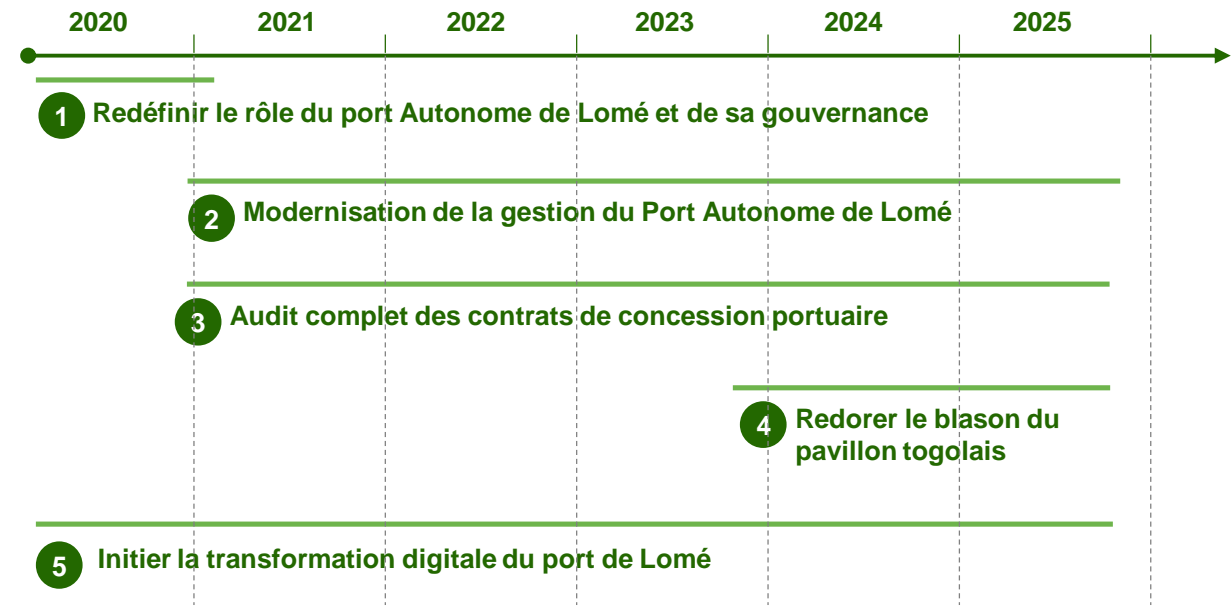 2020 2021 2022 2023 2024 2025
1 Redéfinir le rôle du port Autonome de Lomé et de sa gouvernance
2 Modernisation de la gestion du Port Autonome de Lomé
3 Audit complet des contrats de concession portuaire
4 Redorer le blason du
pavillon togolais
5 Initier la transformation digitale du port de Lomé